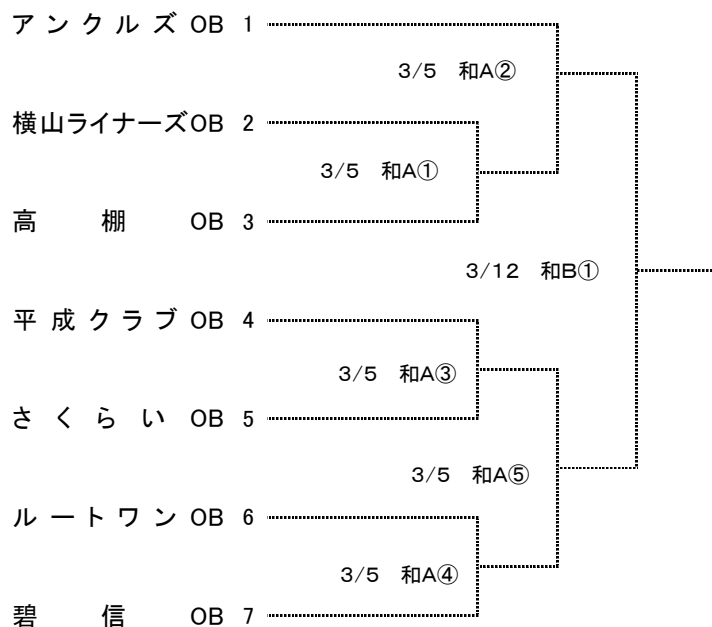 アンクルズ OB 1
3/5 和A②
横山ライナーズOB 2
3/5 和A①
高棚 OB 3
3/12 和B①
平成クラブ OB 4
3/5 和A③
さくらい OB 5
3/5 和A⑤
ルートワン OB 6
3/5 和A④
碧信 OB 7